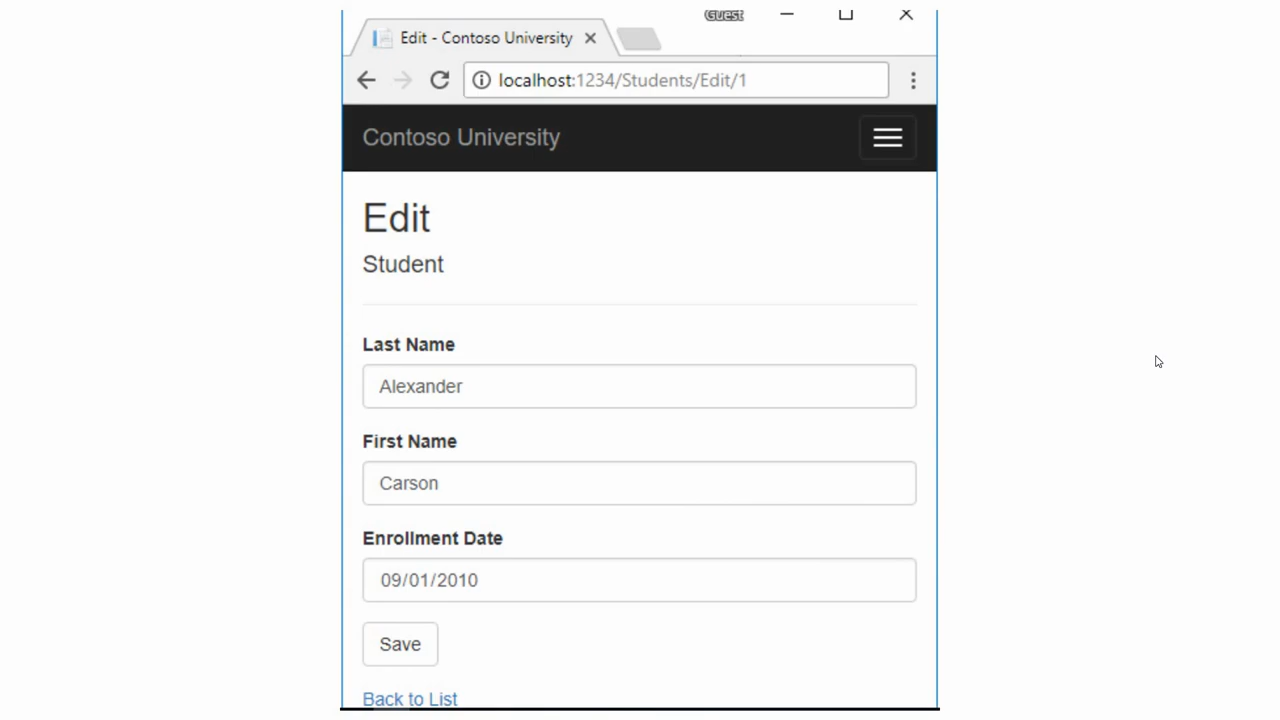 Guest
Edit - Contoso University
localhost:1234/Students/Edit/1
Contoso University
Edit
Student
Last Name
Alexander
First Name
Carson
Enrollment Date
09/01/2010
Save
Back to List